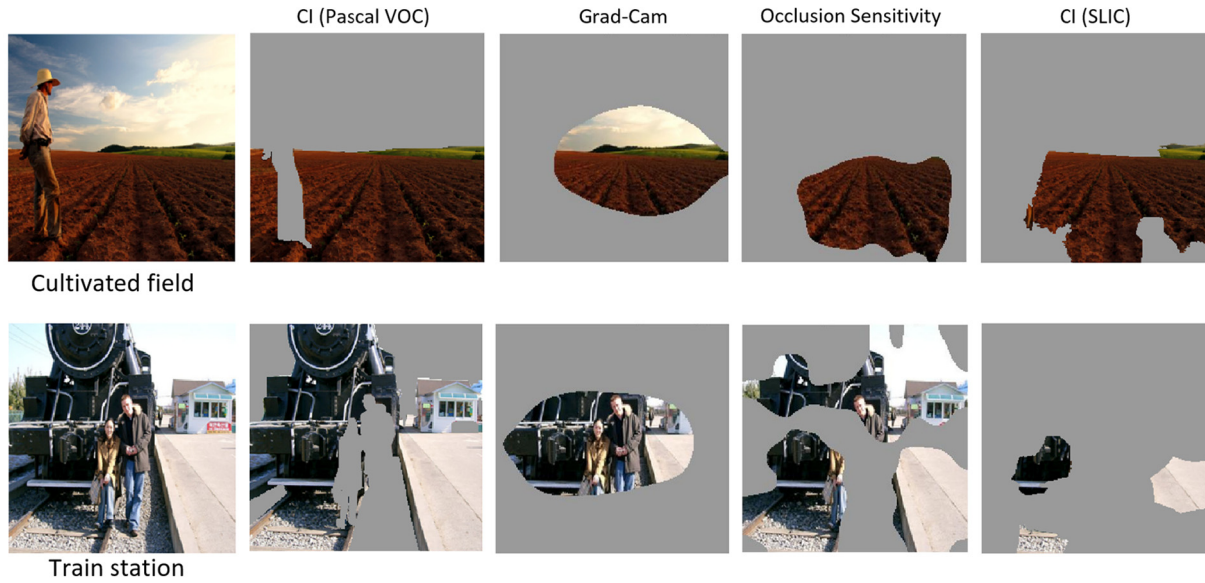 CI (Pascal VOC)
Grad-Cam
Occlusion Sensitivity
CI (SLIC)
Cultivated field
Train station